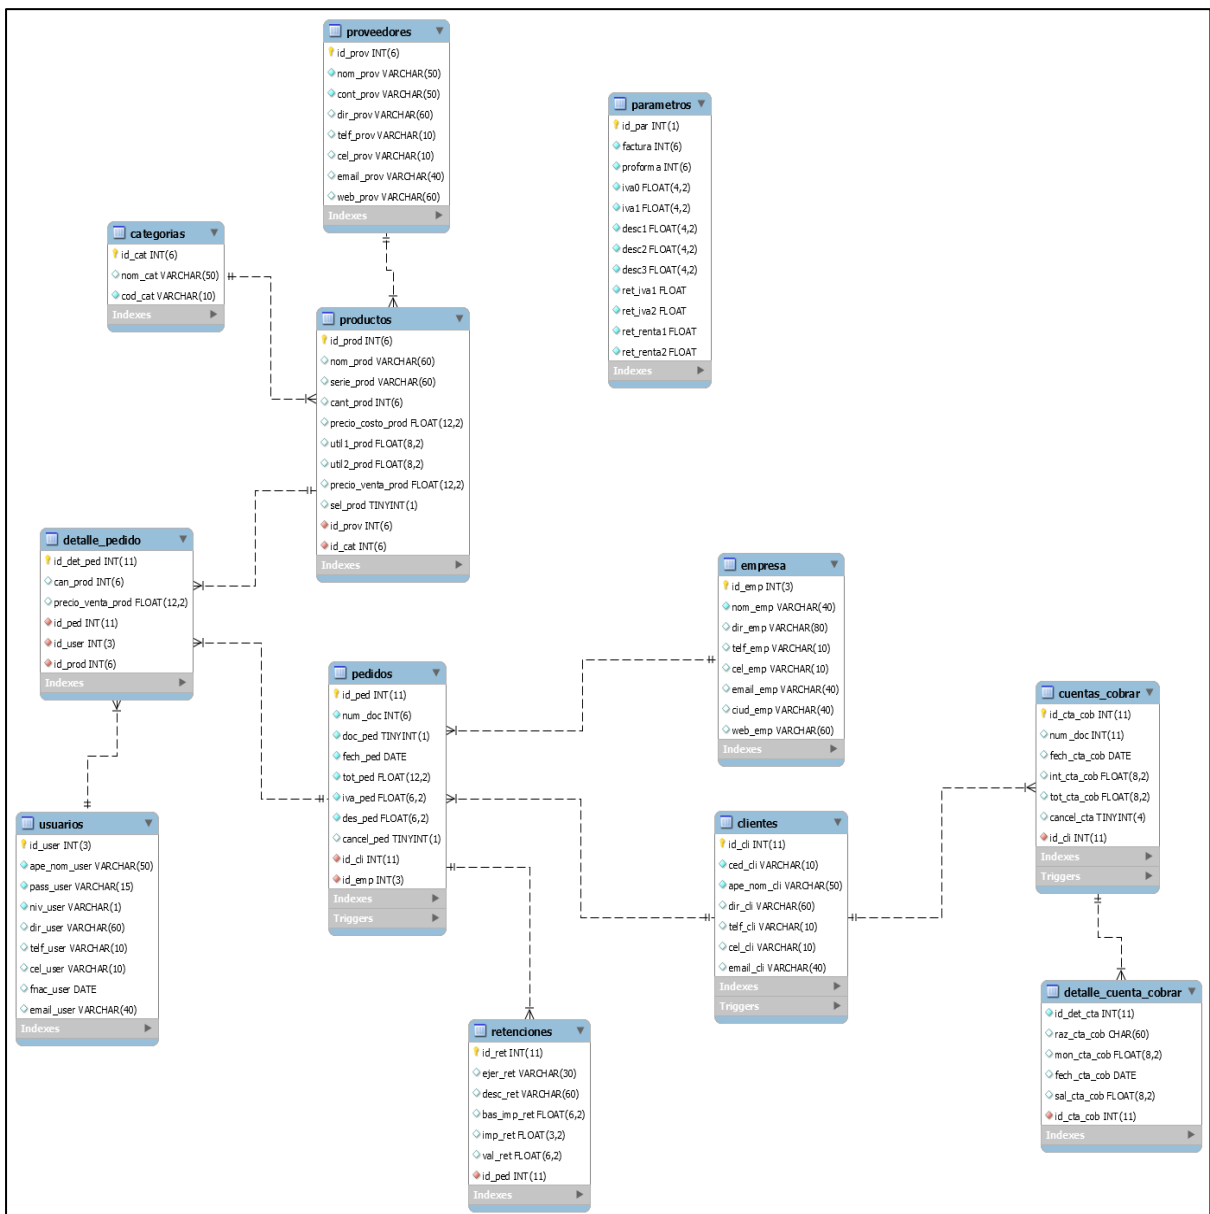 proveedores
id_prov INT(6)
nom_prov VARCHAR(50)
cont_prov VARCHAR(50)
dir_prov VARCHAR(60)
telf_prov VARCHAR(10)
cel_prov VARCHAR(10)
email_prov VARCHAR(40)
web_prov VARCHAR(60)
Indexes
parametros
id_par INT(1)
factura INT(6)
proforma INT(6)
iva0 FLOAT(4,2)
iva1 FLOAT(4,2)
desc1 FLOAT(4,2)
desc2 FLOAT(4,2)
desc3 FLOAT(4,2)
ret_iva1 FLOAT
ret_iva2 FLOAT
ret_renta1 FLOAT
ret_renta2 FLOAT
Indexes
categorias
id_cat INT(6)
nom_cat VARCHAR(50)
cod_cat VARCHAR(10)
Indexes
productos
id_prod INT(6)
nom_prod VARCHAR(60)
serie_prod VARCHAR(60)
cant_prod INT(6)
precio_costo_prod FLOAT(12,2)
util1_prod FLOAT(8,2)
util2_prod FLOAT(8,2)
precio_venta_prod FLOAT(12,2)
sel_prod TINYINT(1)
id_prov INT(6)
id_cat INT(6)
Indexes
detalle_pedido
id_det_ped INT(11)
can_prod INT(6)
precio_venta_prod FLOAT(12,2)
id_ped INT(11)
id_user INT(3)
id_prod INT(6)
Indexes
empresa
id_emp INT(3)
nom_emp VARCHAR(40)
dir_emp VARCHAR(80)
telf_emp VARCHAR(10)
cel_emp VARCHAR(10)
email_emp VARCHAR(40)
ciud_emp VARCHAR(40)
web_emp VARCHAR(60)
Indexes
pedidos
id_ped INT(11)
num_doc INT(6)
doc_ped TINYINT(1)
fech_ped DATE
tot_ped FLOAT(12,2)
iva_ped FLOAT(6,2)
des_ped FLOAT(6,2)
cancel_ped TINYINT(1)
id_cli INT(11)
id_emp INT(3)
Indexes
Triggers
cuentas_cobrar
id_cta_cob INT(11)
num_doc INT(11)
fech_cta_cob DATE
int_cta_cob FLOAT(8,2)
tot_cta_cob FLOAT(8,2)
cancel_cta TINYINT(4)
id_cli INT(11)
Indexes
Triggers
usuarios
id_user INT(3)
ape_nom_user VARCHAR(50)
pass_user VARCHAR(15)
niv_user VARCHAR(1)
dir_user VARCHAR(60)
telf_user VARCHAR(10)
cel_user VARCHAR(10)
fnac_user DATE
email_user VARCHAR(40)
Indexes
clientes
id_cli INT(11)
ced_cli VARCHAR(10)
ape_nom_cli VARCHAR(50)
dir_cli VARCHAR(60)
telf_cli VARCHAR(10)
cel_cli VARCHAR(10)
email_cli VARCHAR(40)
Indexes
Triggers
detalle_cuenta_cobrar
id_det_cta INT(11)
raz_cta_cob CHAR(60)
mon_cta_cob FLOAT(8,2)
fech_cta_cob DATE
sal_cta_cob FLOAT(8,2)
id_cta_cob INT(11)
Indexes
retenciones
id_ret INT(11)
ejer_ret VARCHAR(30)
desc_ret VARCHAR(60)
bas_imp_ret FLOAT(6,2)
imp_ret FLOAT(3,2)
val_ret FLOAT(6,2)
id_ped INT(11)
Indexes